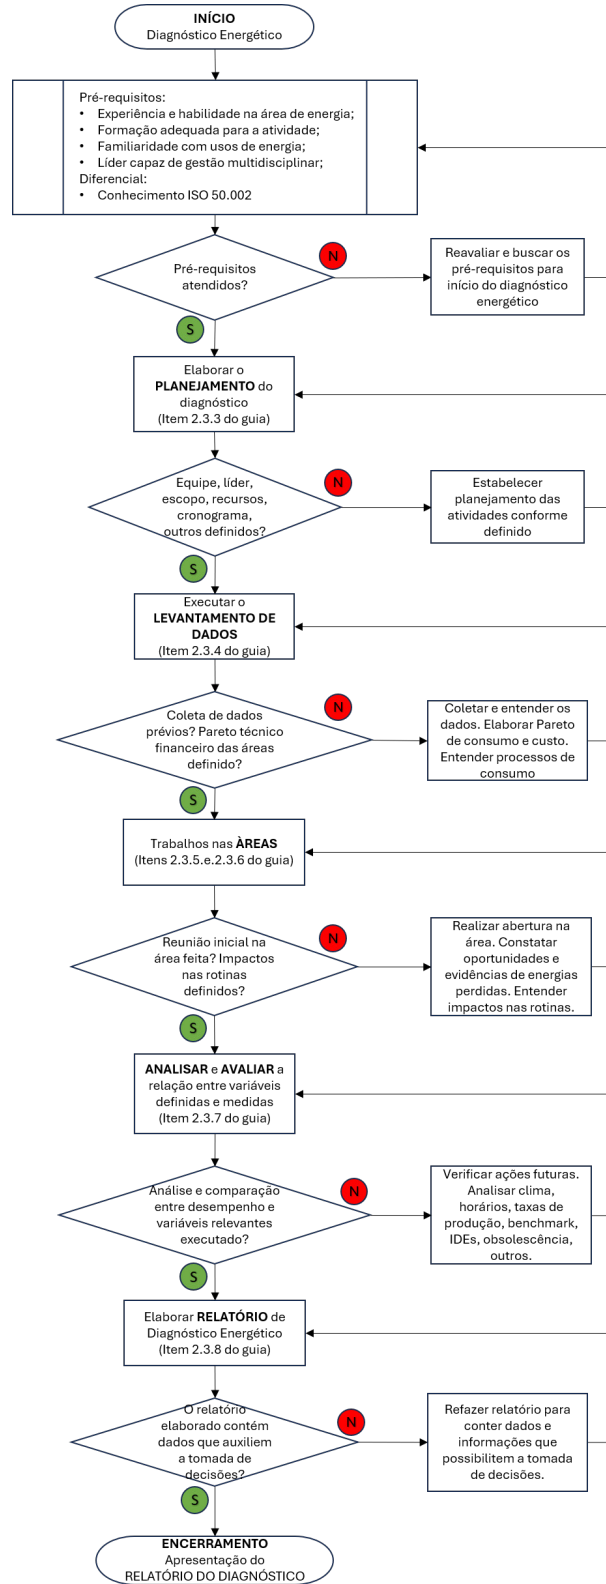 INÍCIO
Diagnóstico Energético
Pré-requisitos:
• Experiência e habilidade na área de energia;
• Formação adequada para a atividade;
• Familiaridade com usos de energia;
• Líder capaz de gestão multidisciplinar;
Diferencial:
• Conhecimento ISO 50.002
Pré-requisitos
atendidos?
N
Reavaliar e buscar os
pré-requisitos para
início do diagnóstico
energético
S
Elaborar o
PLANEJAMENTO do
diagnóstico
(Item 2.3.3 do guia)
Equipe, líder,
escopo, recursos,
cronograma,
outros definidos?
N
Estabelecer
planejamento das
atividades conforme
definido
S
Executar o
LEVANTAMENTO DE
DADOS
(Item 2.3.4 do guia)
Coleta de dados
prévios? Pareto técnico
financeiro das áreas
definido?
N
Coletar e entender os
dados. Elaborar Pareto
de consumo e custo.
Entender processos de
consumo
S
Trabalhos nas ÀREAS
(Itens 2.3.5.e.2.3.6 do guia)
Reunião inicial na
área feita? Impactos
nas rotinas
definidos?
N
Realizar abertura na
área. Constatar
oportunidades e
evidências de energias
perdidas. Entender
impactos nas rotinas.
S
ANALISAR e AVALIAR a
relação entre variáveis
definidas e medidas
(Item 2.3.7 do guia)
Análise e comparação
entre desempenho e
variáveis relevantes
executado?
N
Verificar ações futuras.
Analisar clima,
horários, taxas de
produção, benchmark,
IDEs, obsolescência,
outros.
S
Elaborar RELATÓRIO de
Diagnóstico Energético
(Item 2.3.8 do guia)
O relatório
elaborado contém
dados que auxiliem
a tomada de
decisões?
N
Refazer relatório para
conter dados e
informações que
possibilitem a tomada
de decisões.
S
ENCERRAMENTO
Apresentação do
RELATÓRIO DO DIAGNÓSTICO